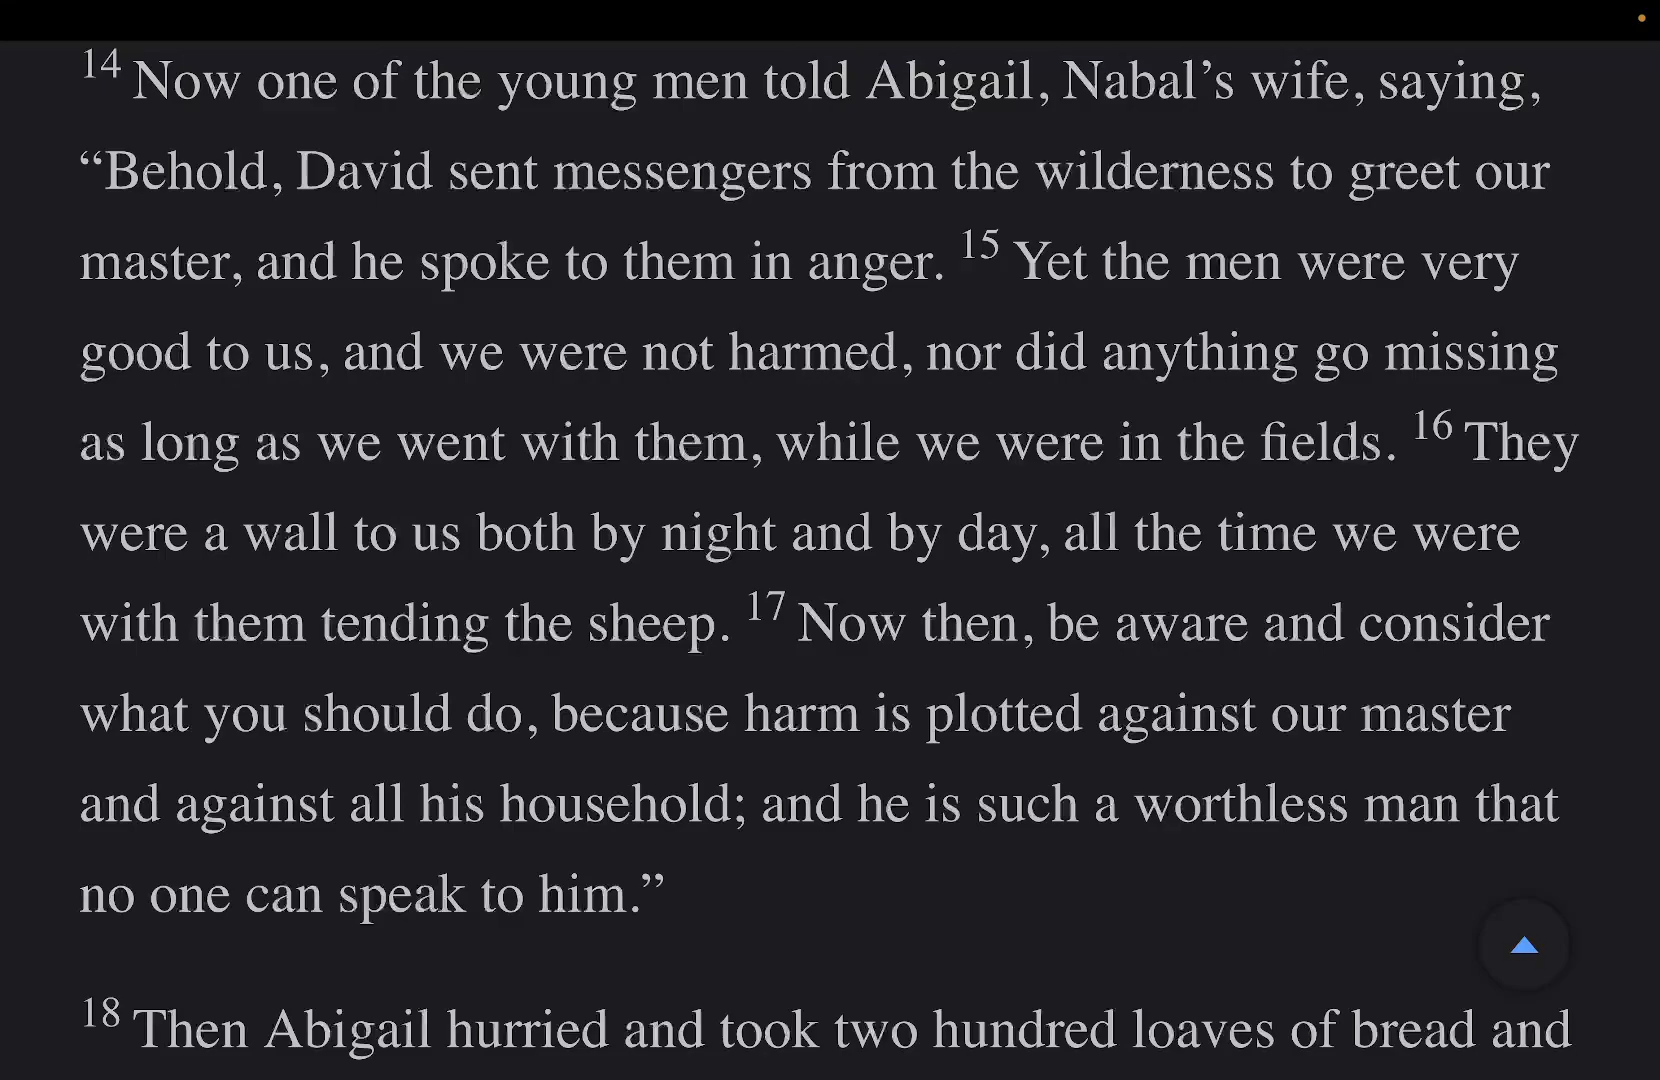 14 Now one of the young men told Abigail, Nabal’s wife, saying,
“Behold, David sent messengers from the wilderness to greet our
master, and he spoke to them in anger. 15 Yet the men were very
good to us, and we were not harmed, nor did anything go missing
as long as we went with them, while we were in the fields. 16 They
were a wall to us both by night and by day, all the time we were
with them tending the sheep. 17 Now then, be aware and consider
what you should do, because harm is plotted against our master
and against all his household; and he is such a worthless man that
no one can speak to him.”
18 Then Abigail hurried and took two hundred loaves of bread and